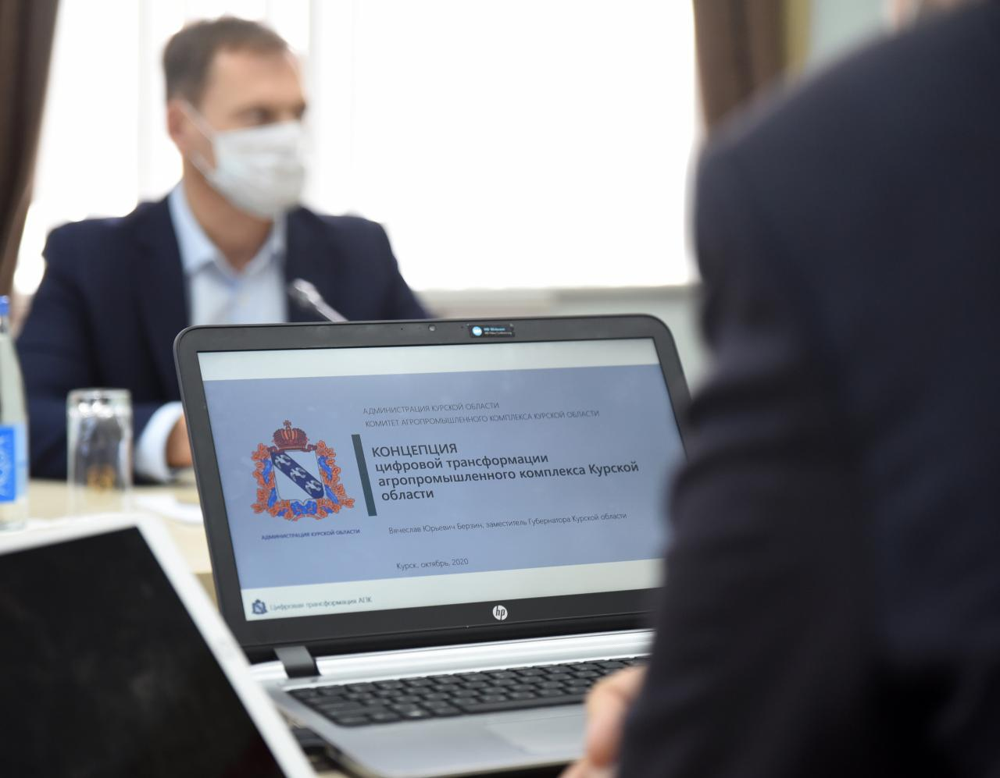 АДМИНИСТРАЦИЯ КУРСКОЙ ОБЛАСТИ
КОМИТЕТ АГРОПРОМЫШЛЕННОГО КОМПЛЕКСА КУРСКОЙ ОБЛАСТИ
КОНЦЕПЦИЯ
цифровой трансформации
агропромышленного комплекса Курской
области
АДМИНИСТРАЦИЯ КУРСКОЙ ОБЛАСТИ
Вячеслав Юрьевич Берзин, заместитель Губернатора Курской области
Курск, октябрь, 2020
Цифровая трансформация АПК
hp